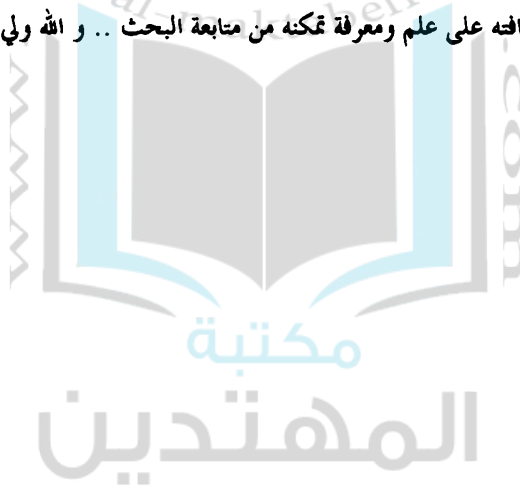 افته على علم ومعرفة تمكنه من متابعة البحث .. و الله ولي
مكتبة
المهتدين